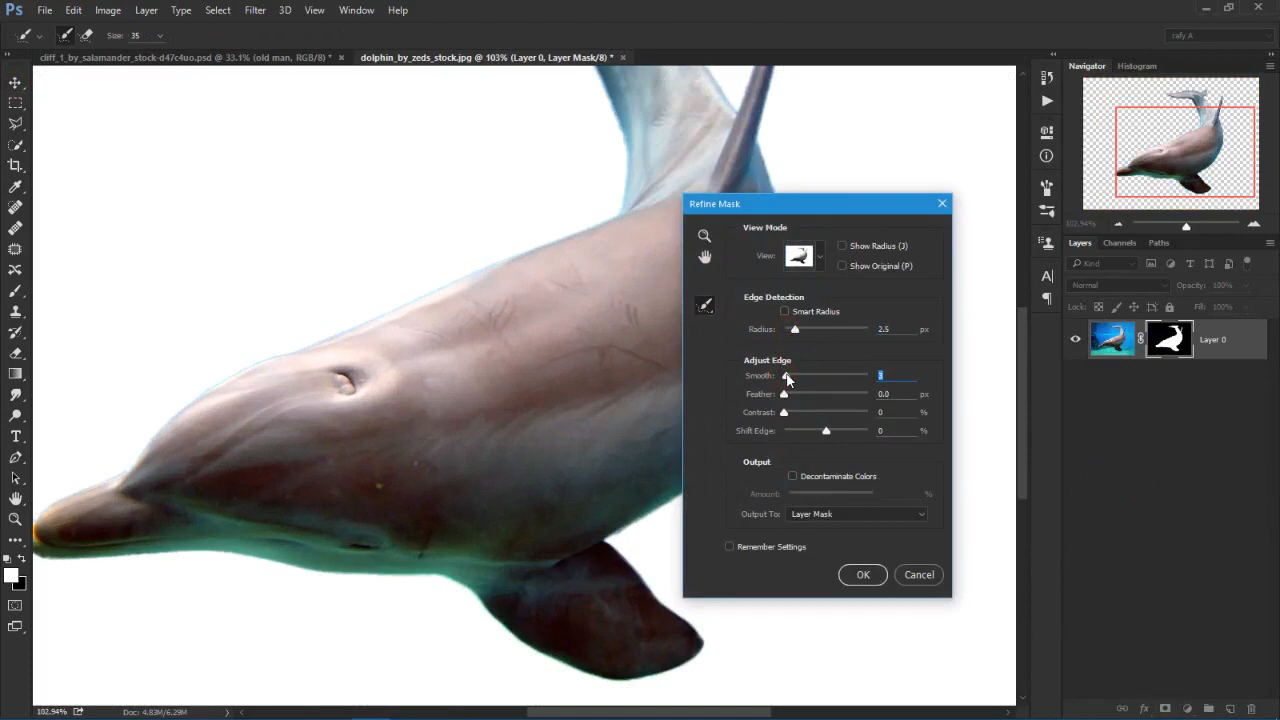 Ps File Edit Image Layer Type Select Filter 3D View Window Help
Size: 35 rafy A
cliff_1_by_salamander_stock-d47c4uo.psd @ 33.1% (old man, RGB/8) * dolphin_by_zeds_stock.jpg @ 103% (Layer 0, Layer Mask/8) *
Navigator Histogram
102.94%
Layers Channels Paths
Kind
Normal Opacity: 100%
Lock: Fill: 100%
Layer 0
Refine Mask
View Mode
View:
Show Radius (J)
Show Original (P)
Edge Detection
Smart Radius
Radius: 2.5 px
Adjust Edge
Smooth: 3
Feather: 0.0 px
Contrast: 0 %
Shift Edge: 0 %
Output
Decontaminate Colors
Amount: %
Output To: Layer Mask
Remember Settings
OK Cancel
102.94% Doc: 4.83M/6.29M